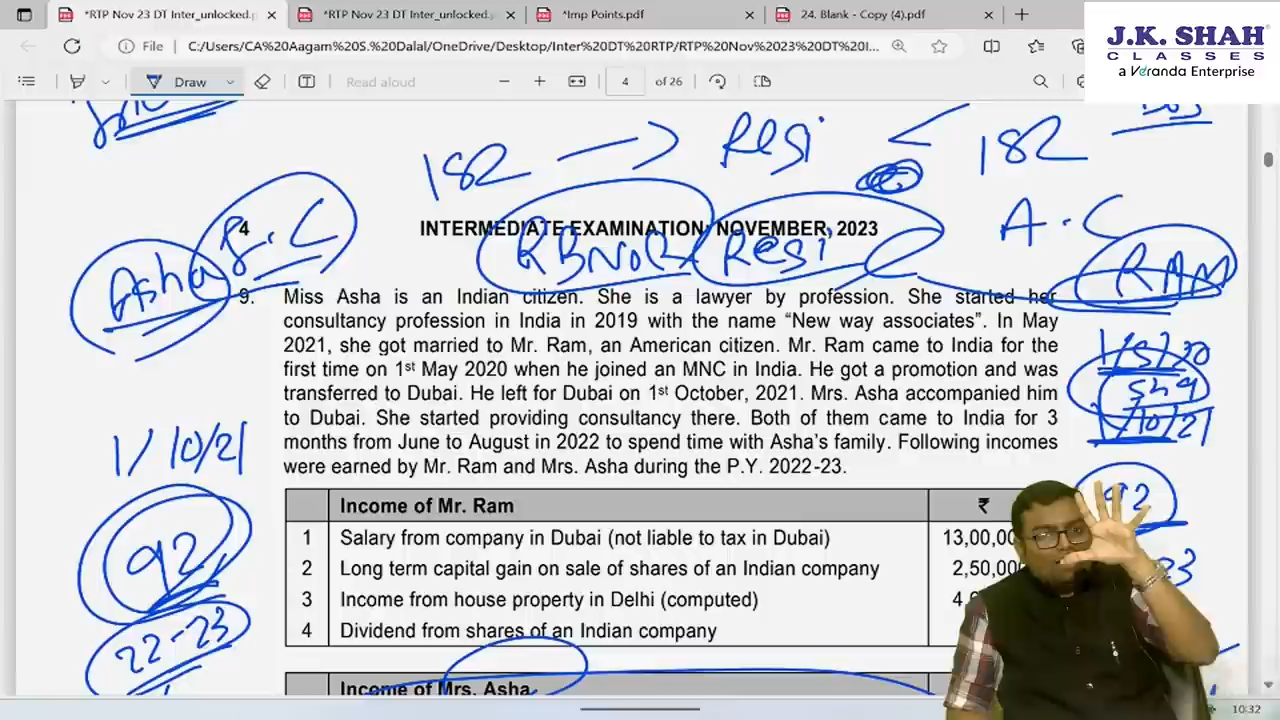 *RTP Nov 23 DT Inter_unlocked.
*RTP Nov 23 DT Inter_unlocked.
*Imp Points.pdf
24. Blank - Copy (4).pdf
J.K. SHAH
CLASSES
a Veranda Enterprise
File
C:/Users/CA%20Aagam%20S.%20Dalal/OneDrive/Desktop/Inter%20DT%20RTP/RTP%20Nov%202023%20DT%20I...
Draw
Read aloud
4
of 26
182 → Resi < 182
4
INTERMEDIATE EXAMINATION: NOVEMBER, 2023
A.C
Asha
RBNOR
Resi
RAM
9. Miss Asha is an Indian citizen. She is a lawyer by profession. She started her
consultancy profession in India in 2019 with the name “New way associates”. In May
2021, she got married to Mr. Ram, an American citizen. Mr. Ram came to India for the
first time on 1st May 2020 when he joined an MNC in India. He got a promotion and was
transferred to Dubai. He left for Dubai on 1st October, 2021. Mrs. Asha accompanied him
to Dubai. She started providing consultancy there. Both of them came to India for 3
months from June to August in 2022 to spend time with Asha’s family. Following incomes
were earned by Mr. Ram and Mrs. Asha during the P.Y. 2022-23.
1/5/20
1/10/21
1/10/21
92
22-23
92
Income of Mr. Ram ₹
1 Salary from company in Dubai (not liable to tax in Dubai) 13,00,00
2 Long term capital gain on sale of shares of an Indian company 2,50,00
3 Income from house property in Delhi (computed) 4
4 Dividend from shares of an Indian company
Income of Mrs. Asha
10:32